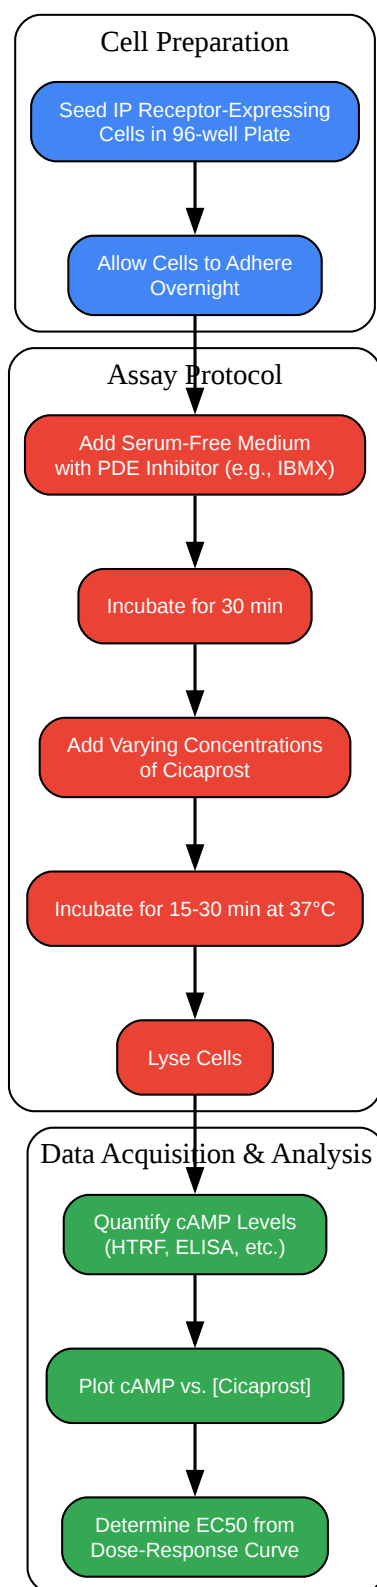 Cell Preparation
Seed IP Receptor-Expressing
Cells in 96-well Plate
Allow Cells to Adhere
Overnight
Assay Protocol
Add Serum-Free Medium
with PDE Inhibitor (e.g., IBMX)
Incubate for 30 min
Add Varying Concentrations
of Cicaprost
Incubate for 15-30 min at 37°C
Lyse Cells
Data Acquisition & Analysis
Quantify cAMP Levels
(HTRF, ELISA, etc.)
Plot cAMP vs. [Cicaprost]
Determine EC50 from
Dose-Response Curve